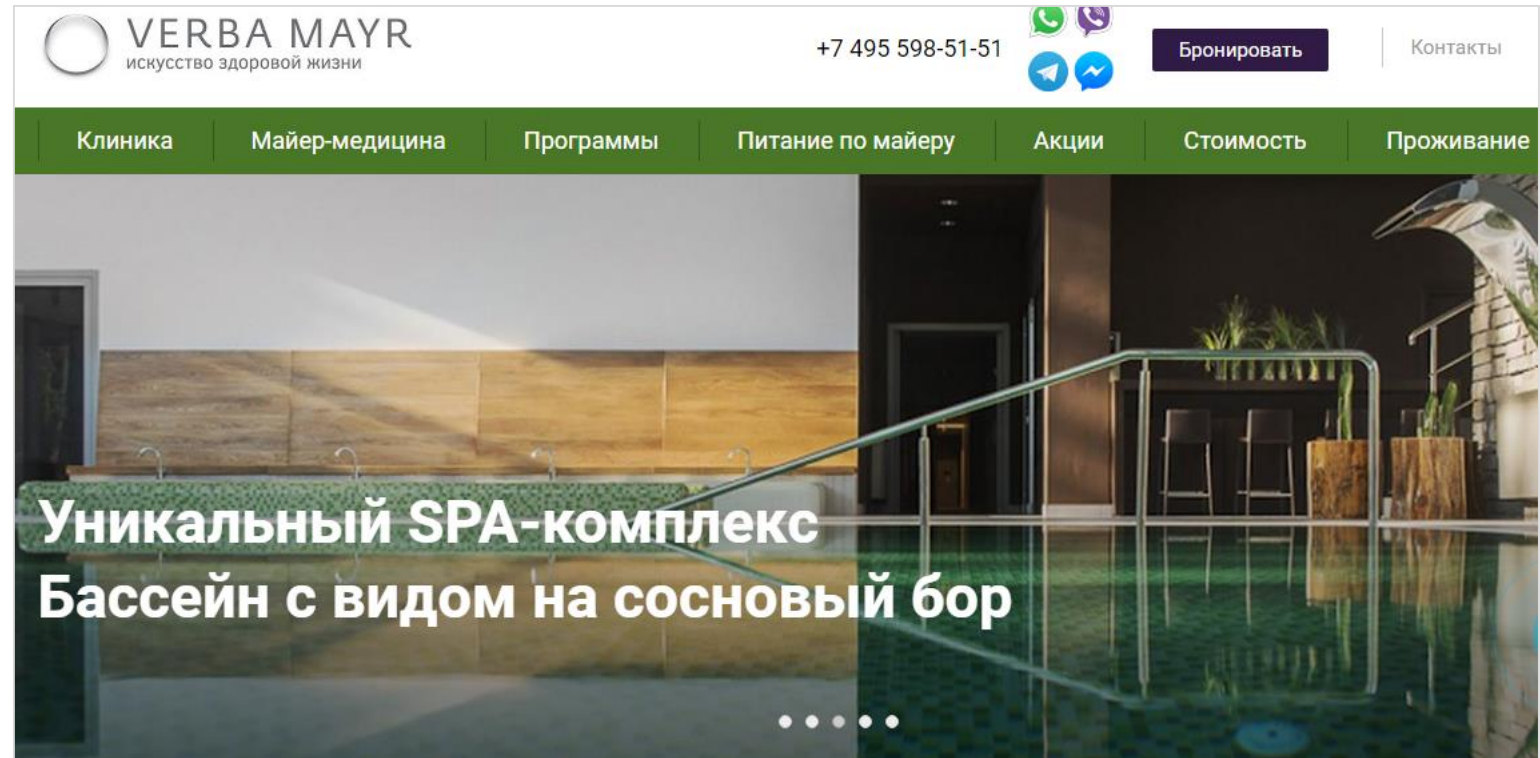 VERBA MAYR
искусство здоровой жизни
+7 495 598-51-51
Бронировать
Контакты
Клиника
Майер-медицина
Программы
Питание по майеру
Акции
Стоимость
Проживание
Уникальный SPA-комплекс
Бассейн с видом на сосновый бор